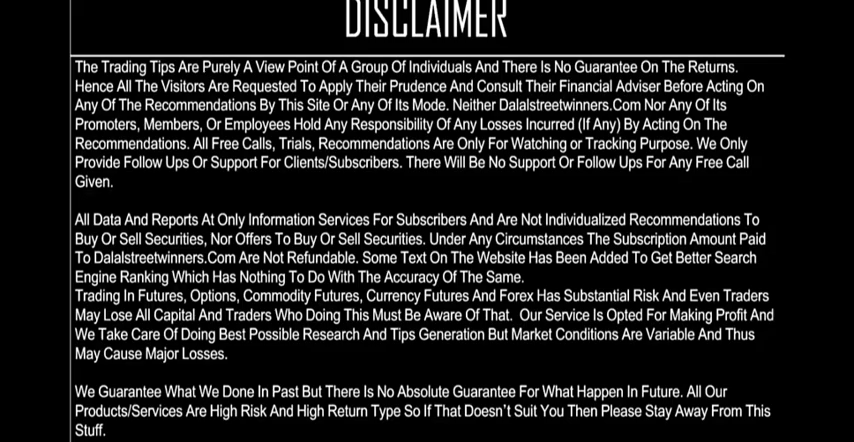 DISCLAIMER
The Trading Tips Are Purely A View Point Of A Group Of Individuals And There Is No Guarantee On The Returns.
Hence All The Visitors Are Requested To Apply Their Prudence And Consult Their Financial Adviser Before Acting On
Any Of The Recommendations By This Site Or Any Of Its Mode. Neither Dalalstreetwinners.Com Nor Any Of Its
Promoters, Members, Or Employees Hold Any Responsibility Of Any Losses Incurred (If Any) By Acting On The
Recommendations. All Free Calls, Trials, Recommendations Are Only For Watching or Tracking Purpose. We Only
Provide Follow Ups Or Support For Clients/Subscribers. There Will Be No Support Or Follow Ups For Any Free Call
Given.
All Data And Reports At Only Information Services For Subscribers And Are Not Individualized Recommendations To
Buy Or Sell Securities, Nor Offers To Buy Or Sell Securities. Under Any Circumstances The Subscription Amount Paid
To Dalalstreetwinners.Com Are Not Refundable. Some Text On The Website Has Been Added To Get Better Search
Engine Ranking Which Has Nothing To Do With The Accuracy Of The Same.
Trading In Futures, Options, Commodity Futures, Currency Futures And Forex Has Substantial Risk And Even Traders
May Lose All Capital And Traders Who Doing This Must Be Aware Of That. Our Service Is Opted For Making Profit And
We Take Care Of Doing Best Possible Research And Tips Generation But Market Conditions Are Variable And Thus
May Cause Major Losses.
We Guarantee What We Done In Past But There Is No Absolute Guarantee For What Happen In Future. All Our
Products/Services Are High Risk And High Return Type So If That Doesn't Suit You Then Please Stay Away From This
Stuff.